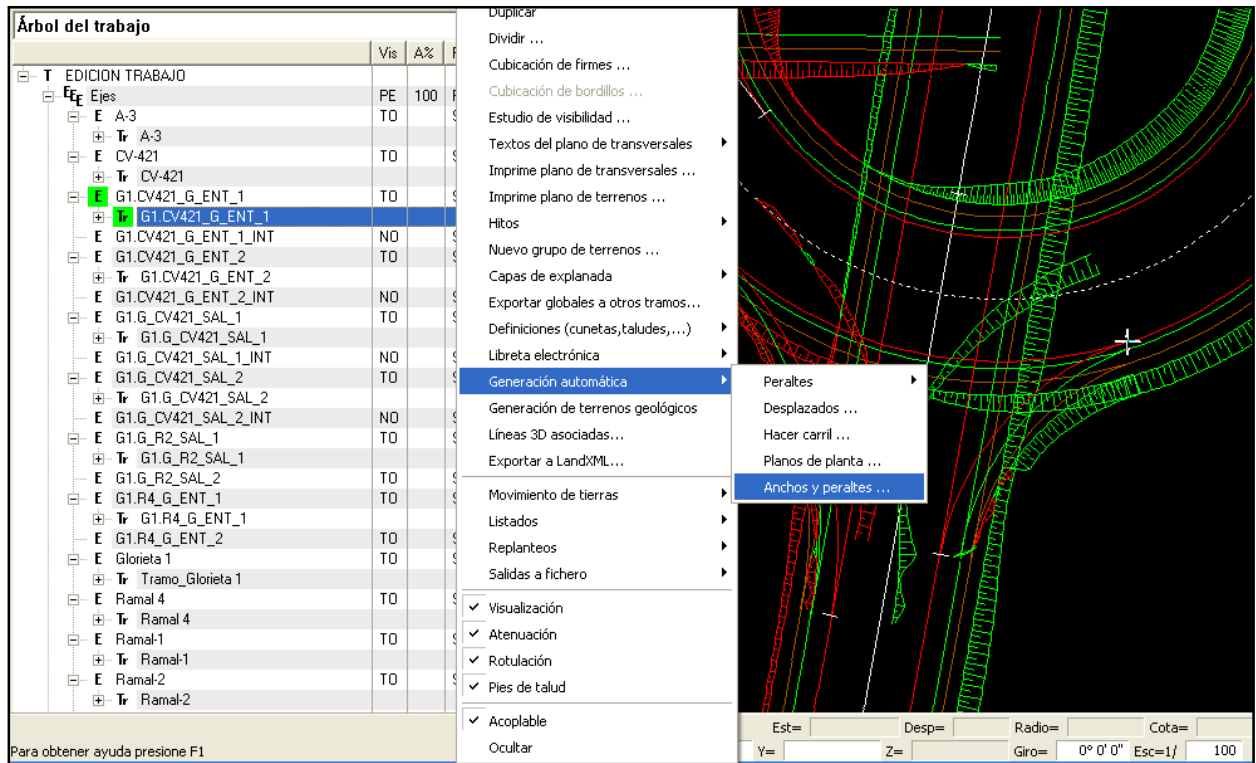 Árbol del trabajo
Vis A%
T EDICION TRABAJO
EEE Ejes PE 100
E A-3 TO
Tr A-3
E CV-421 TO
Tr CV-421
E G1.CV421_G_ENT_1 TO
Tr G1.CV421_G_ENT_1
E G1.CV421_G_ENT_1_INT NO
E G1.CV421_G_ENT_2 TO
Tr G1.CV421_G_ENT_2
E G1.CV421_G_ENT_2_INT NO
E G1.G_CV421_SAL_1 TO
Tr G1.G_CV421_SAL_1
E G1.G_CV421_SAL_1_INT NO
E G1.G_CV421_SAL_2 TO
Tr G1.G_CV421_SAL_2
E G1.G_CV421_SAL_2_INT NO
E G1.G_R2_SAL_1 TO
Tr G1.G_R2_SAL_1
E G1.G_R2_SAL_2 TO
E G1.R4_G_ENT_1 TO
Tr G1.R4_G_ENT_1
E G1.R4_G_ENT_2 TO
E Glorieta 1 TO
Tr Tramo_Glorieta 1
E Ramal 4 TO
Tr Ramal 4
E Ramal-1 TO
Tr Ramal-1
E Ramal-2 TO
Tr Ramal-2
Para obtener ayuda presione F1
Duplicar
Dividir ...
Cubicación de firmes ...
Cubicación de bordillos ...
Estudio de visibilidad ...
Textos del plano de transversales
Imprime plano de transversales ...
Imprime plano de terrenos ...
Hitos
Nuevo grupo de terrenos ...
Capas de explanada
Exportar globales a otros tramos...
Definiciones (cunetas,taludes,...)
Libreta electrónica
Generación automática
Generación de terrenos geológicos
Líneas 3D asociadas...
Exportar a LandXML...
Movimiento de tierras
Listados
Replanteos
Salidas a fichero
Visualización
Atenuación
Rotulación
Pies de talud
Acoplable
Ocultar
Peraltes
Desplazados ...
Hacer carril ...
Planos de planta ...
Anchos y peraltes ...
Est= Desp= Radio= Cota=
Y= Z= Giro= 0° 0' 0" Esc=1/ 100